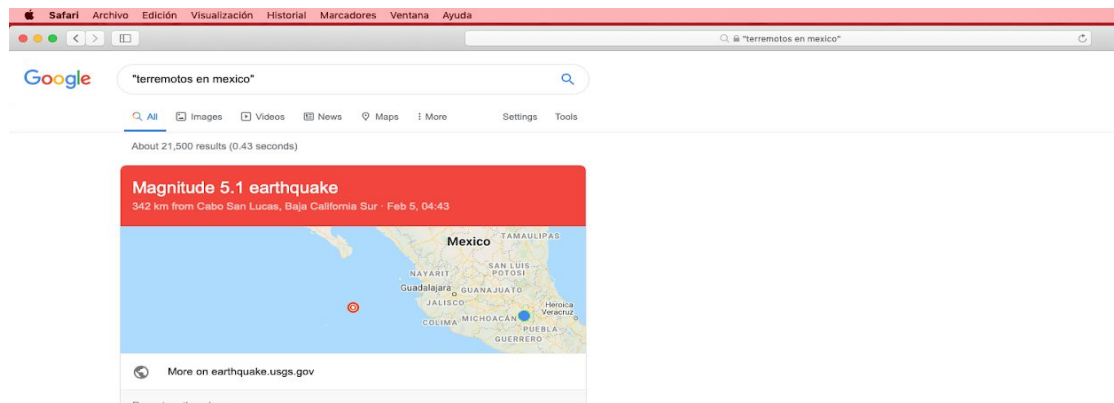 Safari Archivo Edición Visualización Historial Marcadores Ventana Ayuda
"terremotos en mexico"
Google
"terremotos en mexico"
All Images Videos News Maps More Settings Tools
About 21,500 results (0.43 seconds)
Magnitude 5.1 earthquake
342 km from Cabo San Lucas, Baja California Sur · Feb 5, 04:43
Mexico
TAMAULIPAS
NAYARIT
SAN LUIS
POTOSI
Guadalajara
GUANAJUATO
JALISCO
COLIMA
MICHOACÁN
Heroica
Veracruz
PUEBLA
GUERRERO
More on earthquake.usgs.gov